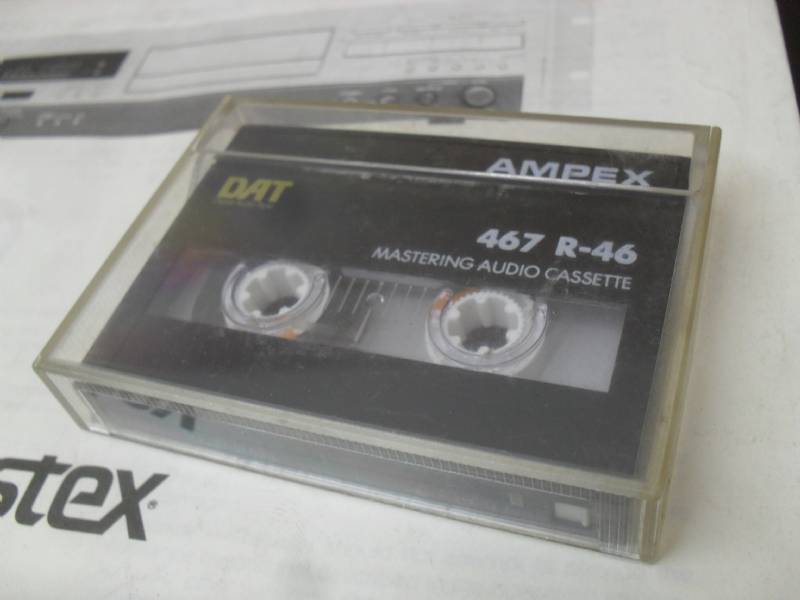 AMPEX
DAT
467 R-46
MASTERING AUDIO CASSETTE
stex